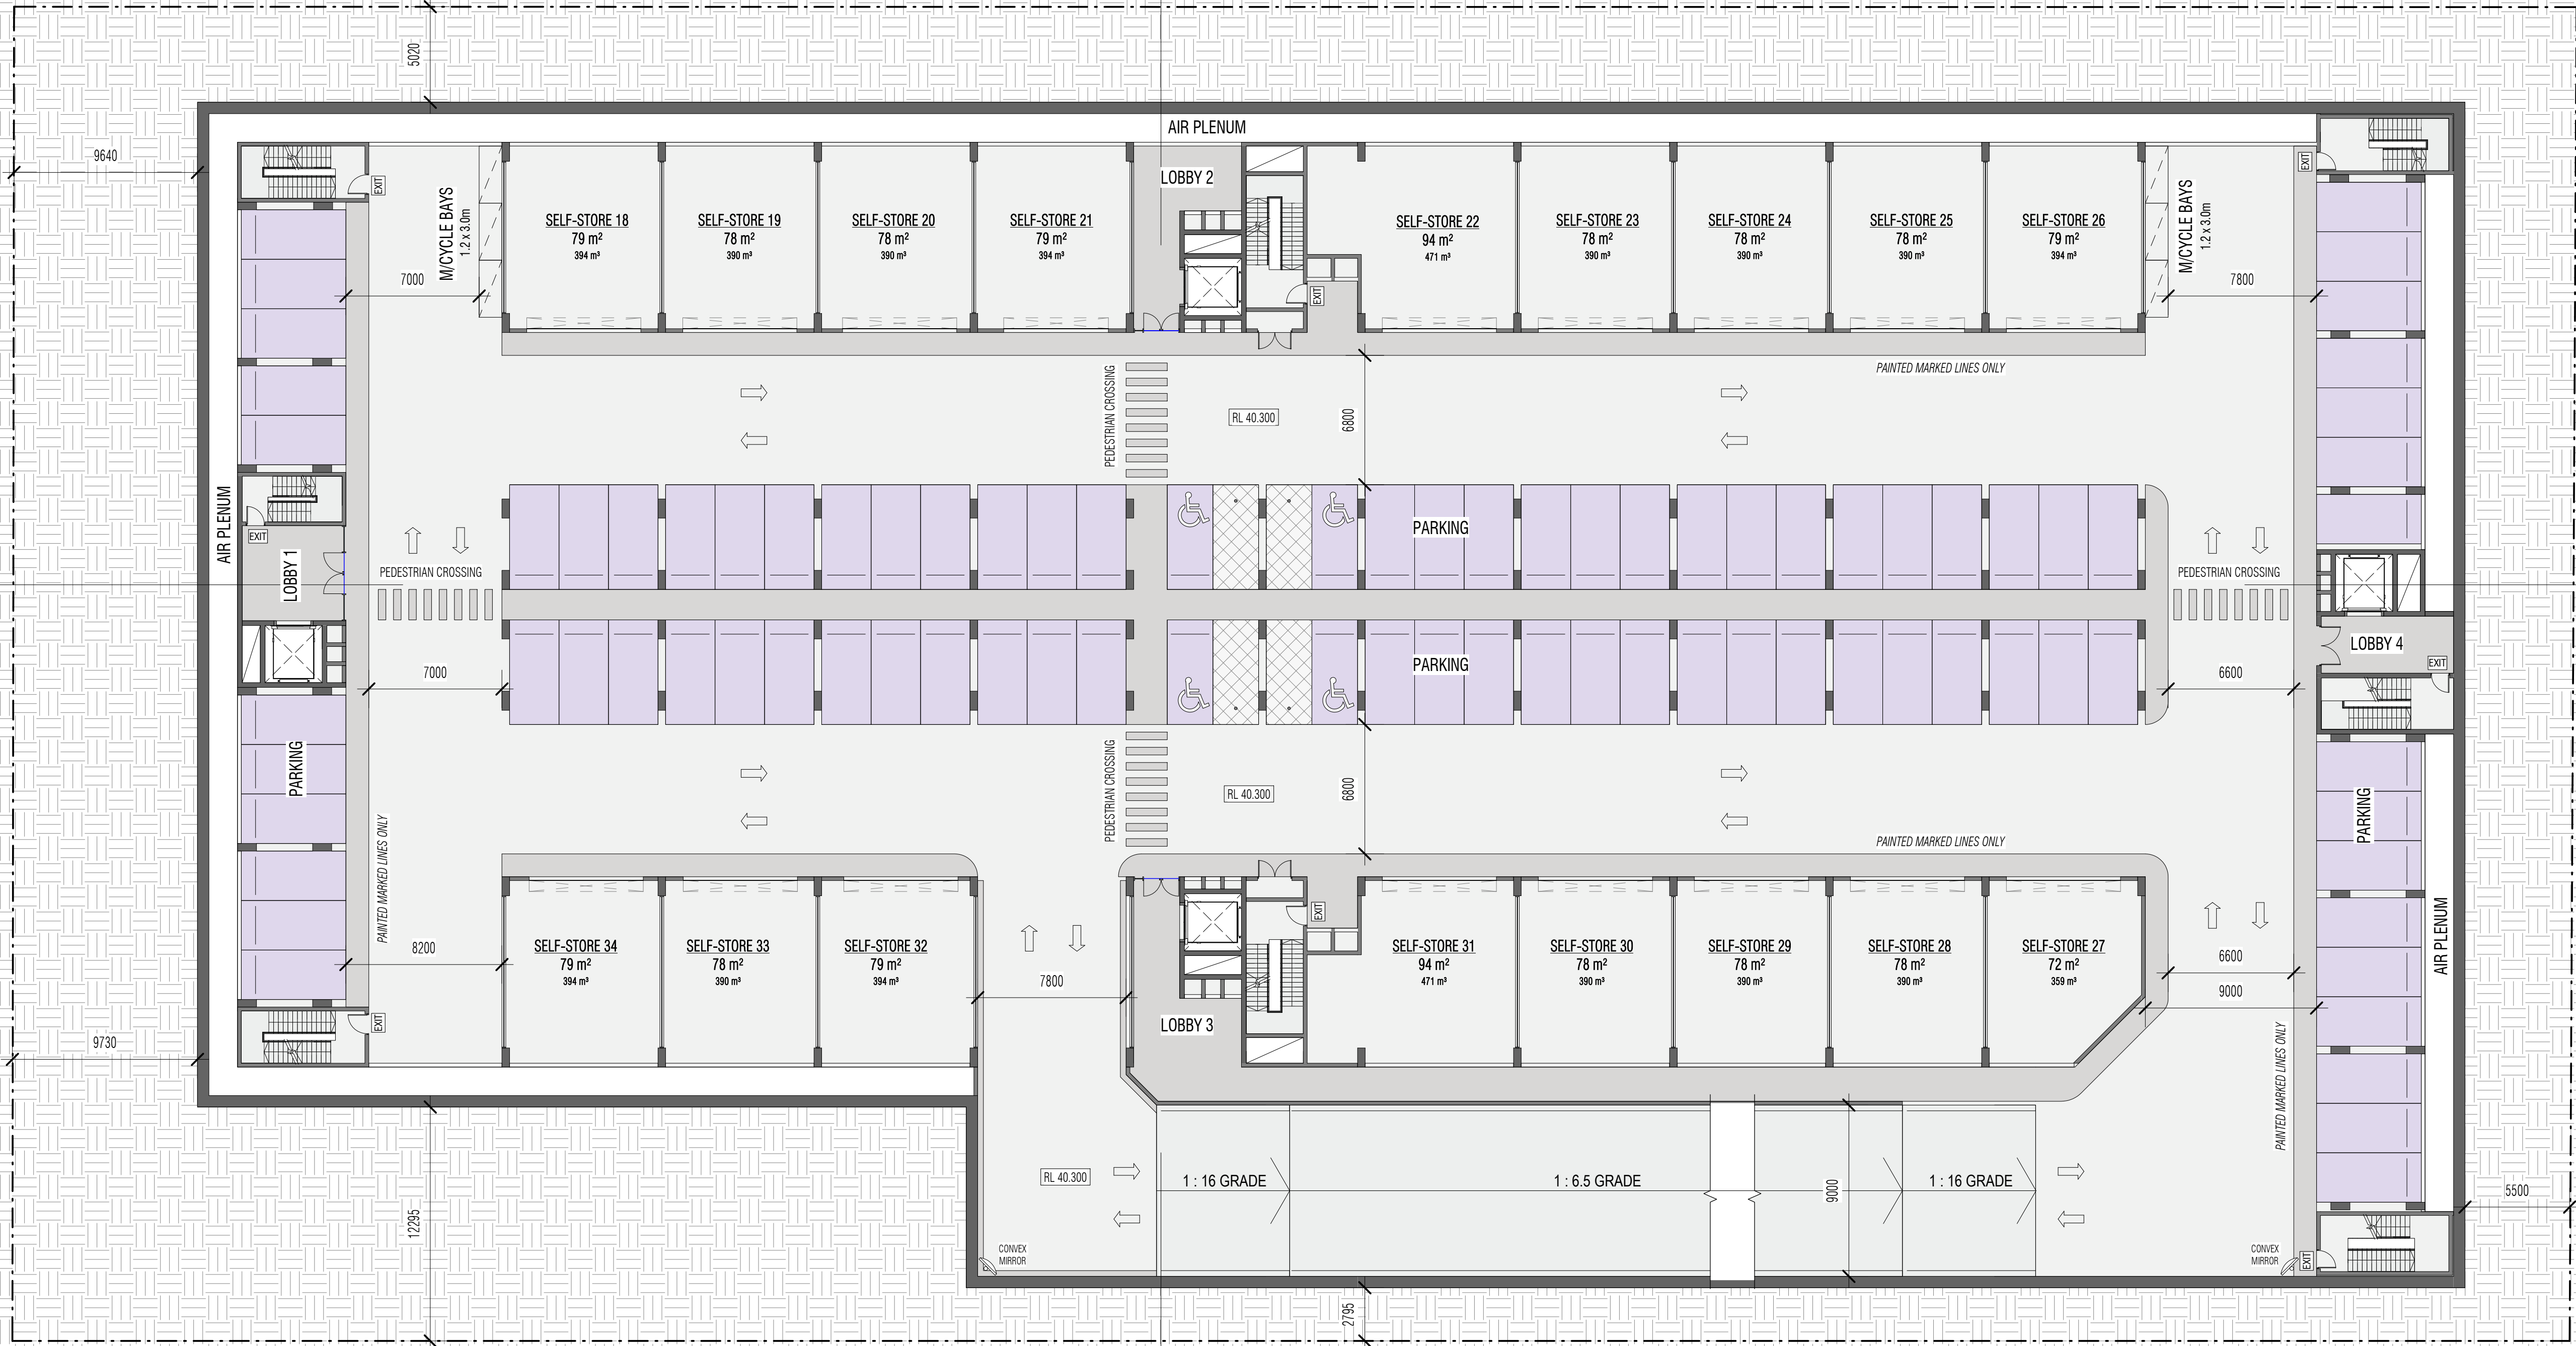 5020
AIR PLENUM
9640
EXIT
M/CYCLE BAYS
1.2 x 3.0m
7000
SELF-STORE 18
79 m²
394 m³
SELF-STORE 19
78 m²
390 m³
SELF-STORE 20
78 m²
390 m³
SELF-STORE 21
79 m²
394 m³
LOBBY 2
EXIT
SELF-STORE 22
94 m²
471 m³
SELF-STORE 23
78 m²
390 m³
SELF-STORE 24
78 m²
390 m³
SELF-STORE 25
78 m²
390 m³
SELF-STORE 26
79 m²
394 m³
M/CYCLE BAYS
1.2 x 3.0m
7800
EXIT
PAINTED MARKED LINES ONLY
PEDESTRIAN CROSSING
RL 40.300
6800
AIR PLENUM
EXIT
LOBBY 1
PEDESTRIAN CROSSING
PARKING
PEDESTRIAN CROSSING
PARKING
LOBBY 4
EXIT
7000
6600
PARKING
PEDESTRIAN CROSSING
RL 40.300
6800
PAINTED MARKED LINES ONLY
PARKING
PAINTED MARKED LINES ONLY
8200
SELF-STORE 34
79 m²
394 m³
SELF-STORE 33
78 m²
390 m³
SELF-STORE 32
79 m²
394 m³
7800
EXIT
LOBBY 3
SELF-STORE 31
94 m²
471 m³
SELF-STORE 30
78 m²
390 m³
SELF-STORE 29
78 m²
390 m³
SELF-STORE 28
78 m²
390 m³
SELF-STORE 27
72 m²
359 m³
6600
9000
AIR PLENUM
EXIT
9730
PAINTED MARKED LINES ONLY
RL 40.300
1 : 16 GRADE
1 : 6.5 GRADE
9000
1 : 16 GRADE
5500
12295
CONVEX
MIRROR
CONVEX
MIRROR
EXIT
2795